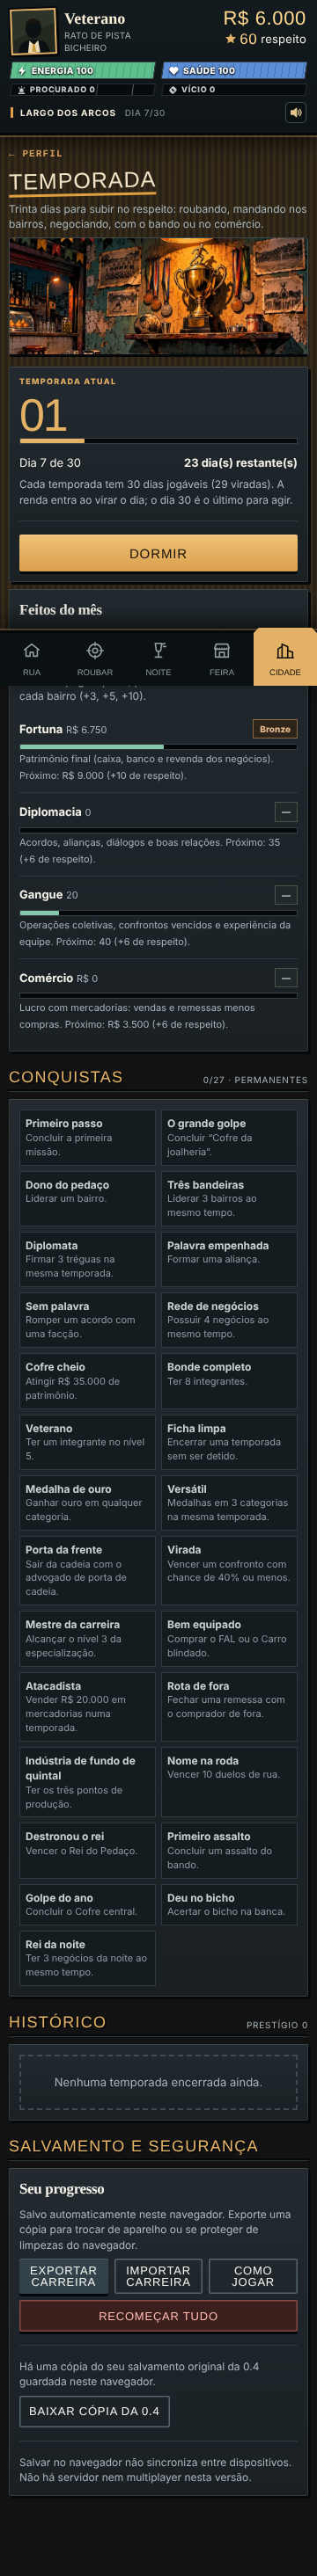 Veterano
RATO DE PISTA
BICHEIRO
R$ 6.000
60 respeito
ENERGIA 100
SAÚDE 100
PROCURADO 0
VÍCIO 0
LARGO DOS ARCOS DIA 7/30
← PERFIL
TEMPORADA
Trinta dias para subir no respeito: roubando, mandando nos
bairros, negociando, com o bando ou no comércio.
TEMPORADA ATUAL
01
Dia 7 de 30
23 dia(s) restante(s)
Cada temporada tem 30 dias jogáveis (29 viradas). A
renda entra ao virar o dia; o dia 30 é o último para agir.
DORMIR
Feitos do mês
RUA
ROUBAR
NOITE
FEIRA
CIDADE
cada bairro (+3, +5, +10).
Fortuna R$ 6.750
Bronze
Patrimônio final (caixa, banco e revenda dos negócios).
Próximo: R$ 9.000 (+10 de respeito).
Diplomacia 0
—
Acordos, alianças, diálogos e boas relações. Próximo: 35
(+6 de respeito).
Gangue 20
—
Operações coletivas, confrontos vencidos e experiência da
equipe. Próximo: 40 (+6 de respeito).
Comércio R$ 0
—
Lucro com mercadorias: vendas e remessas menos
compras. Próximo: R$ 3.500 (+6 de respeito).
CONQUISTAS
0/27 · PERMANENTES
Primeiro passo
Concluir a primeira
missão.
O grande golpe
Concluir “Cofre da
joalheria”.
Dono do pedaço
Liderar um bairro.
Três bandeiras
Liderar 3 bairros ao
mesmo tempo.
Diplomata
Firmar 3 tréguas na
mesma temporada.
Palavra empenhada
Formar uma aliança.
Sem palavra
Romper um acordo com
uma facção.
Rede de negócios
Possuir 4 negócios ao
mesmo tempo.
Cofre cheio
Atingir R$ 35.000 de
patrimônio.
Bonde completo
Ter 8 integrantes.
Veterano
Ter um integrante no nível
5.
Ficha limpa
Encerrar uma temporada
sem ser detido.
Medalha de ouro
Ganhar ouro em qualquer
categoria.
Versátil
Medalhas em 3 categorias
na mesma temporada.
Porta da frente
Sair da cadeia com o
advogado de porta de
cadeia.
Virada
Vencer um confronto com
chance de 40% ou menos.
Mestre da carreira
Alcançar o nível 3 da
especialização.
Bem equipado
Comprar o FAL ou o Carro
blindado.
Atacadista
Vender R$ 20.000 em
mercadorias numa
temporada.
Rota de fora
Fechar uma remessa com
o comprador de fora.
Indústria de fundo de
quintal
Ter os três pontos de
produção.
Nome na roda
Vencer 10 duelos de rua.
Destronou o rei
Vencer o Rei do Pedaço.
Primeiro assalto
Concluir um assalto do
bando.
Golpe do ano
Concluir o Cofre central.
Deu no bicho
Acertar o bicho na banca.
Rei da noite
Ter 3 negócios da noite ao
mesmo tempo.
HISTÓRICO
PRESTÍGIO 0
Nenhuma temporada encerrada ainda.
SALVAMENTO E SEGURANÇA
Seu progresso
Salvo automaticamente neste navegador. Exporte uma
cópia para trocar de aparelho ou se proteger de
limpezas do navegador.
EXPORTAR
CARREIRA
IMPORTAR
CARREIRA
COMO
JOGAR
RECOMEÇAR TUDO
Há uma cópia do seu salvamento original da 0.4
guardada neste navegador.
BAIXAR CÓPIA DA 0.4
Salvar no navegador não sincroniza entre dispositivos.
Não há servidor nem multiplayer nesta versão.